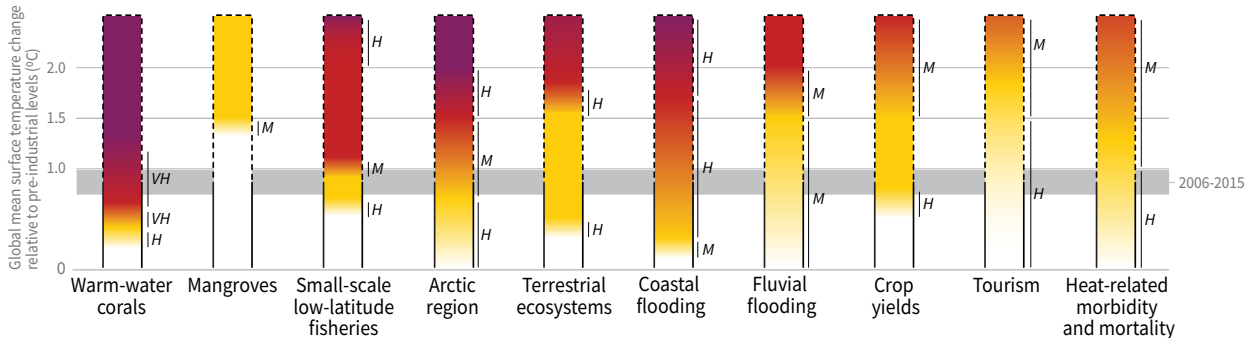 Global mean surface temperature change
relative to pre-industrial levels (ºC)
2.0
1.5
1.0
0
H
M
H
H
H
M
M
M
H
M
H
2006-2015
VH
VH
H
M
H
H
H
M
M
H
H
H
Warm-water
corals
Mangroves
Small-scale
low-latitude
fisheries
Arctic
region
Terrestrial
ecosystems
Coastal
flooding
Fluvial
flooding
Crop
yields
Tourism
Heat-related
morbidity
and mortality